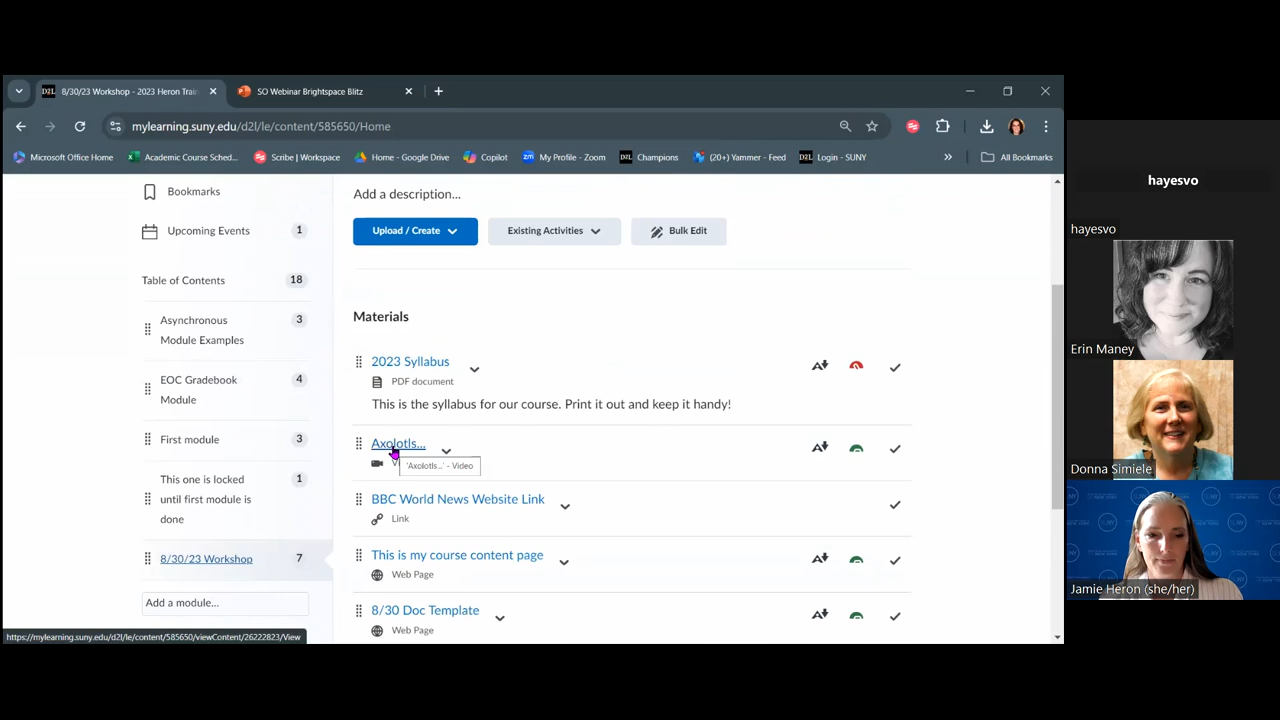 8/30/23 Workshop - 2023 Heron Train
SO Webinar Brightspace Blitz
mylearning.suny.edu/d2l/le/content/585650/Home
Microsoft Office Home
Academic Course Sched...
Scribe | Workspace
Home - Google Drive
Copilot
My Profile - Zoom
D2L Champions
(20+) Yammer - Feed
D2L Login - SUNY
All Bookmarks
Bookmarks
Upcoming Events 1
Table of Contents 18
Asynchronous 3
Module Examples
EOC Gradebook 4
Module
First module 3
This one is locked 1
until first module is
done
8/30/23 Workshop 7
Add a module...
https://mylearning.suny.edu/d2l/le/content/585650/viewContent/26222823/View
Add a description...
Upload / Create
Existing Activities
Bulk Edit
Materials
2023 Syllabus
PDF document
This is the syllabus for our course. Print it out and keep it handy!
Axolotls...
'Axolotls...' - Video
BBC World News Website Link
Link
This is my course content page
Web Page
8/30 Doc Template
Web Page
hayesvo
hayesvo
Erin Maney
Donna Simiele
Jamie Heron (she/her)